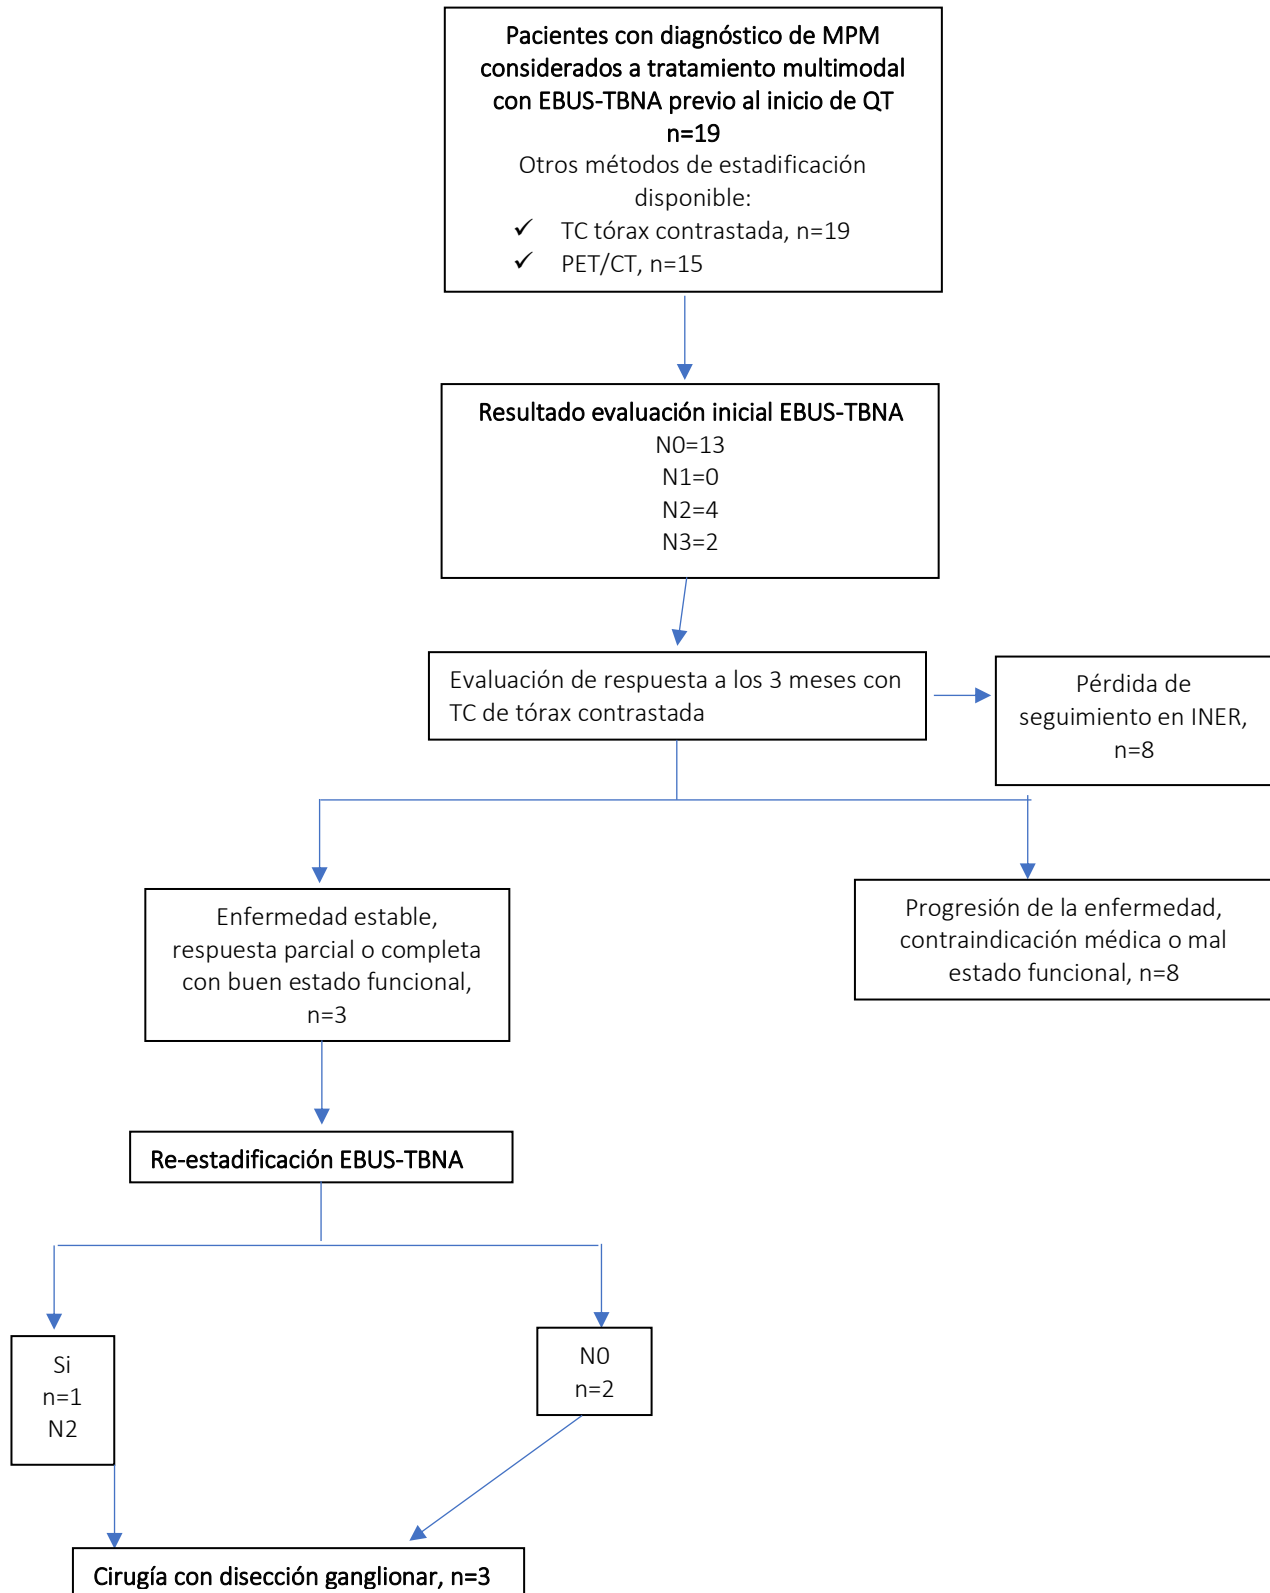 Pacientes con diagnóstico de MPM
considerados a tratamiento multimodal
con EBUS-TBNA previo al inicio de QT
n=19
Otros métodos de estadificación
disponible:
✓ TC tórax contrastada, n=19
✓ PET/CT, n=15
Resultado evaluación inicial EBUS-TBNA
N0=13
N1=0
N2=4
N3=2
Evaluación de respuesta a los 3 meses con
TC de tórax contrastada
Pérdida de
seguimiento en INER,
n=8
Enfermedad estable,
respuesta parcial o completa
con buen estado funcional,
n=3
Progresión de la enfermedad,
contraindicación médica o mal
estado funcional, n=8
Re-estadificación EBUS-TBNA
Si
n=1
N2
N0
n=2
Cirugía con disección ganglionar, n=3